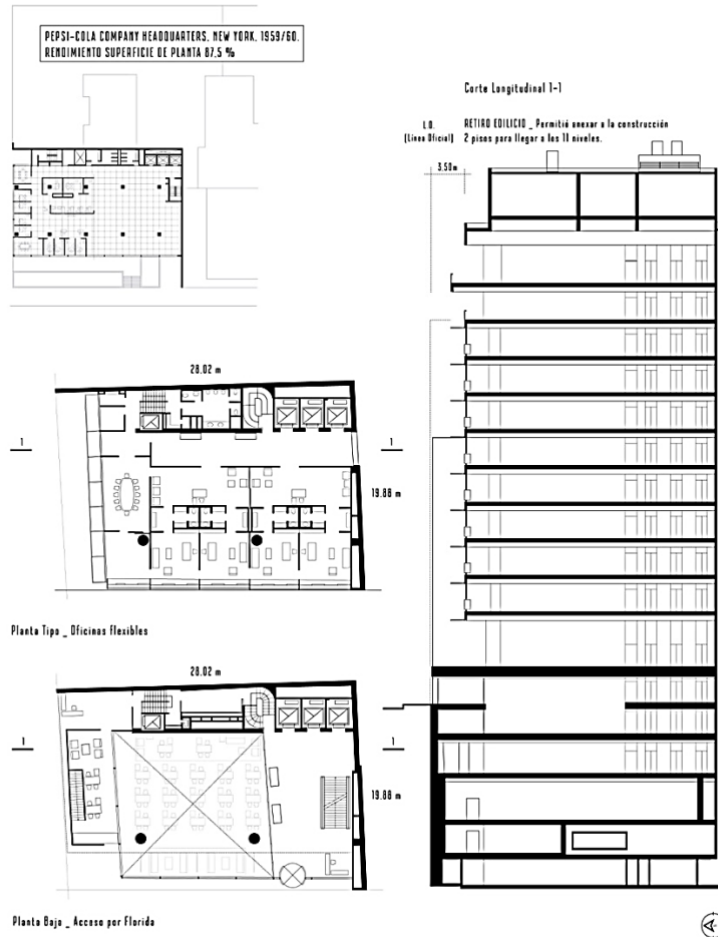 PEPSI-COLA COMPANY HEADQUARTERS. NEW YORK. 1959/60.
RENDIMIENTO SUPERFICIE DE PLANTA 87,5 %
Corte Longitudinal 1-1
L.O.
(Línea Oficial)
RETIRO EDILICIO _ Permitió anexar a la construcción
2 pisos para llegar a los 11 niveles.
3.50m
28.02 m
1
1
19.88 m
Planta Tipo _ Oficinas flexibles
28.02 m
1
1
19.88 m
Planta Baja _ Acceso por Florida